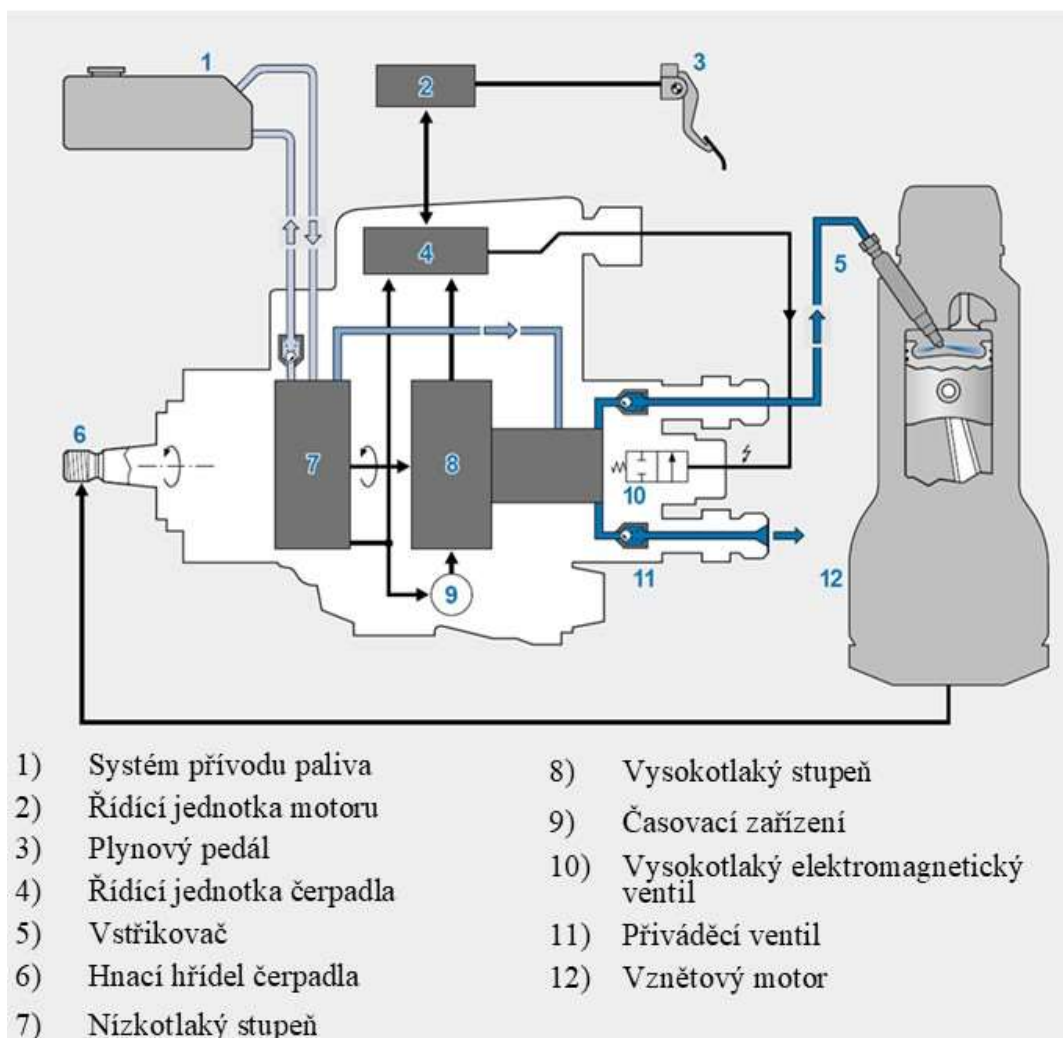 1
2
3
4
5
6
7
8
9
10
11
12
1) Systém přívodu paliva
2) Řídící jednotka motoru
3) Plynový pedál
4) Řídící jednotka čerpadla
5) Vstřikovač
6) Hnací hřídel čerpadla
7) Nízkotlaký stupeň
8) Vysokotlaký stupeň
9) Časovací zařízení
10) Vysokotlaký elektromagnetický
ventil
11) Přiváděcí ventil
12) Vznětový motor